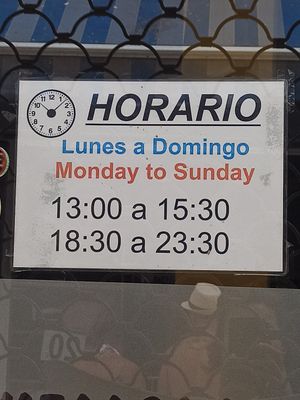 HORARIO
Lunes a Domingo
Monday to Sunday
13:00 a 15:30
18:30 a 23:30